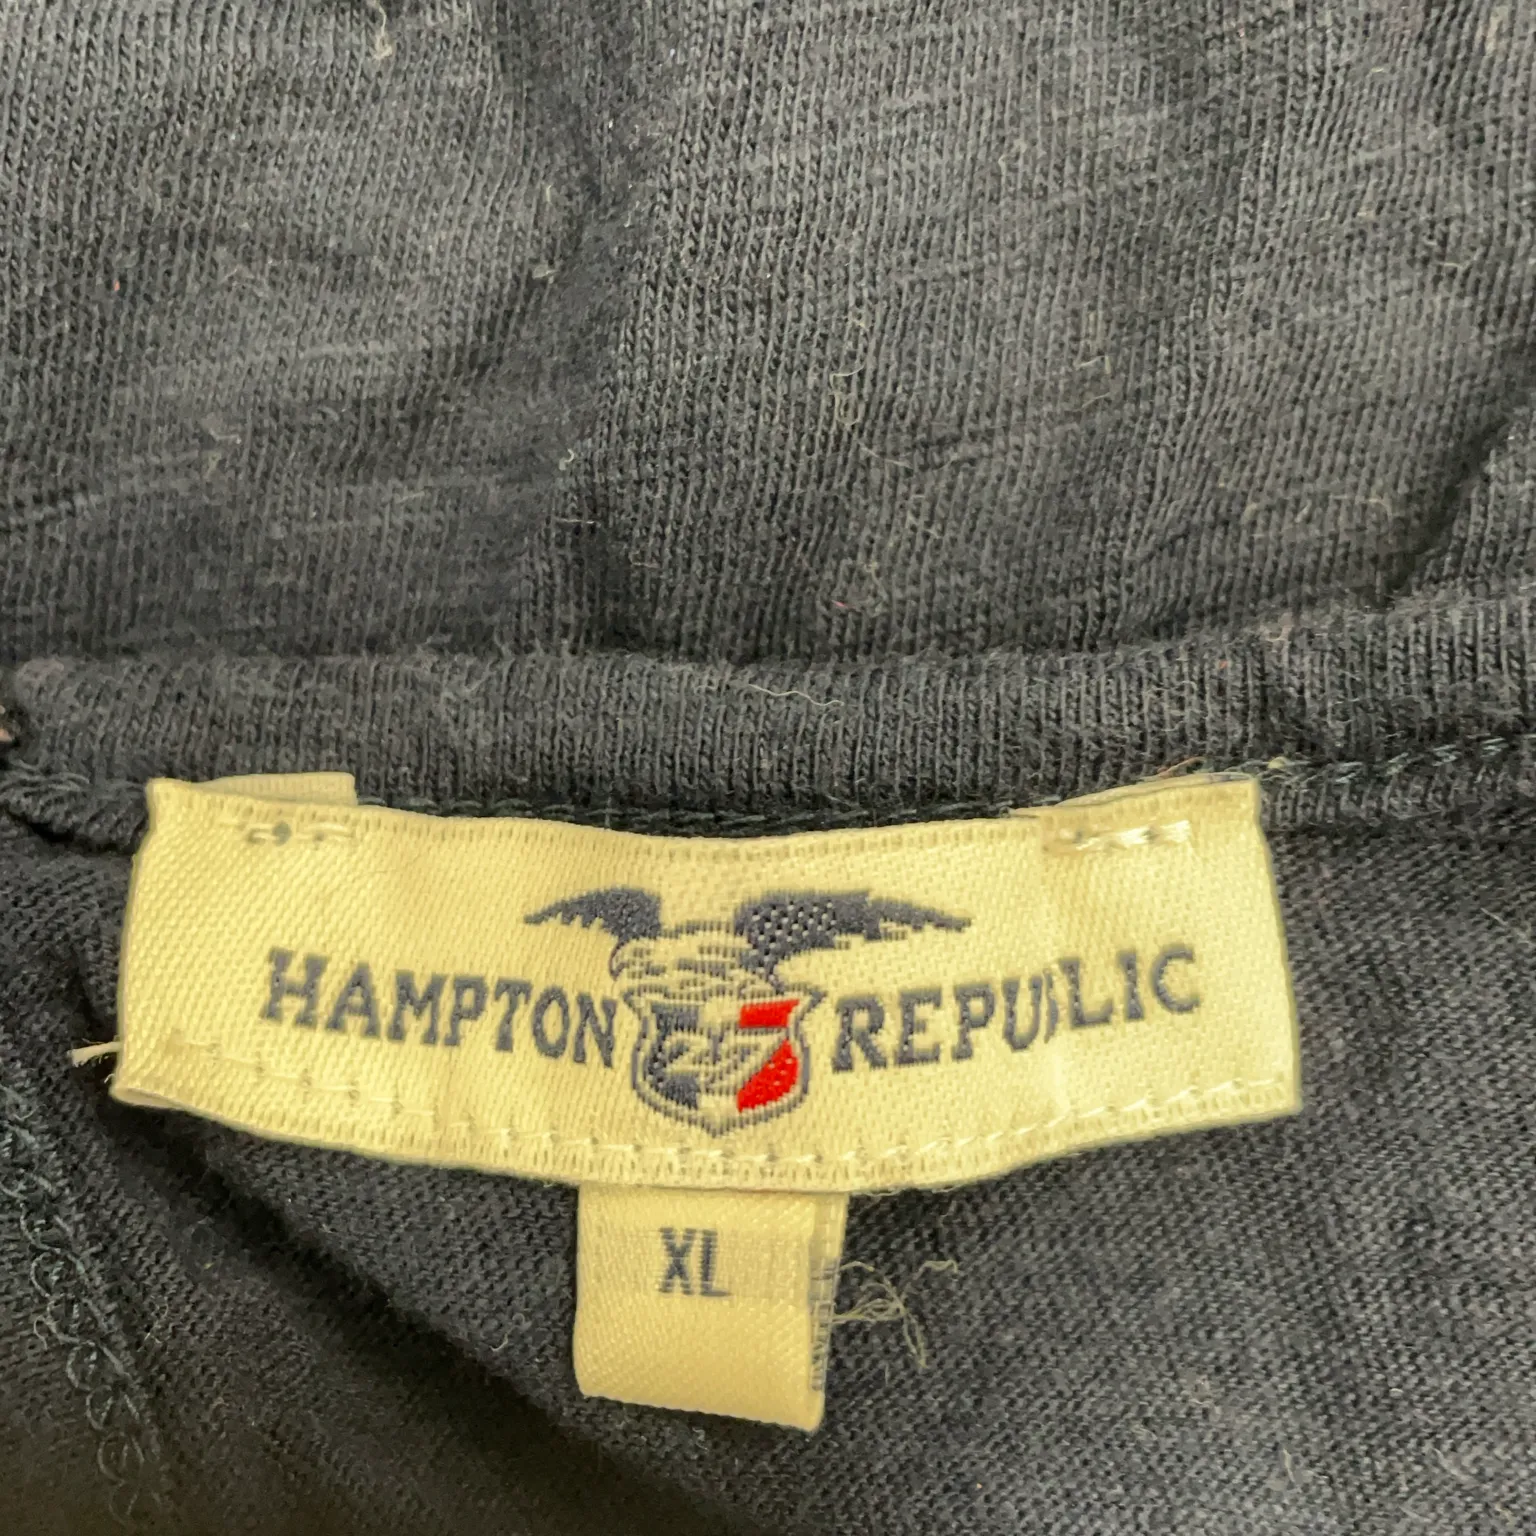 HAMPTON 27 REPUBLIC
XL